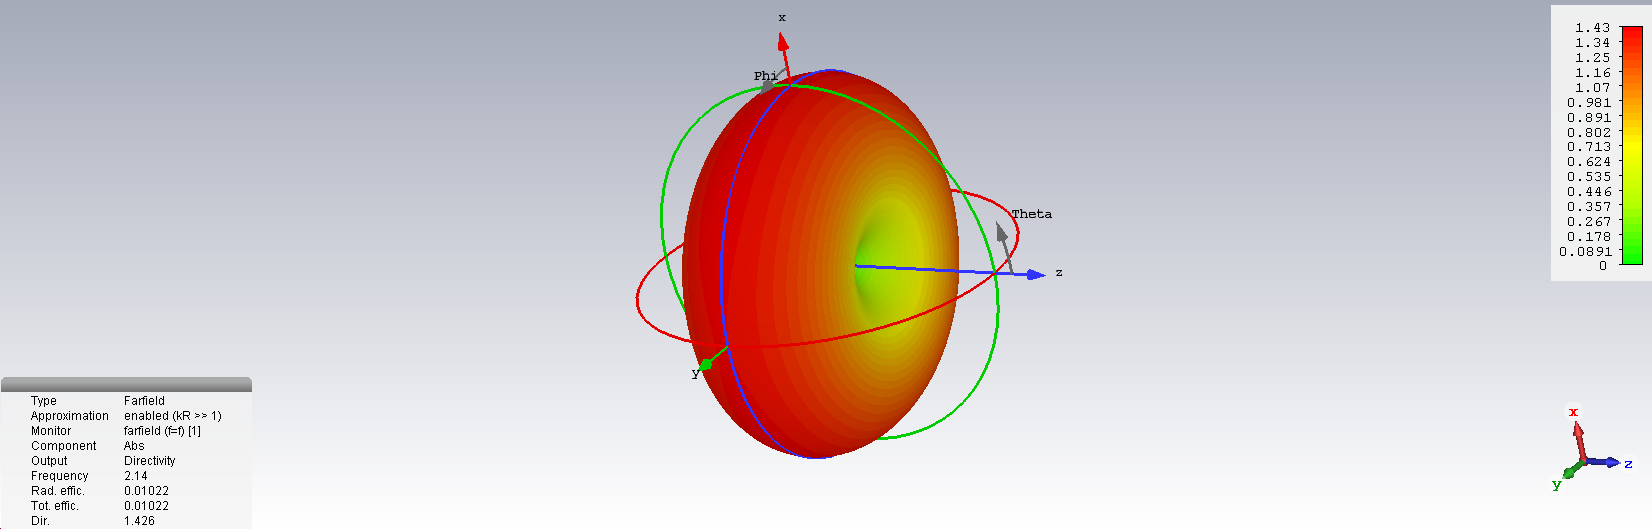 x
Phi
Theta
z
y
1.43
1.34
1.25
1.16
1.07
0.981
0.891
0.802
0.713
0.624
0.535
0.446
0.357
0.267
0.178
0.0891
0
Type Farfield
Approximation enabled (kR >> 1)
Monitor farfield (f=f) [1]
Component Abs
Output Directivity
Frequency 2.14
Rad. effic. 0.01022
Tot. effic. 0.01022
Dir. 1.426
x
z
y